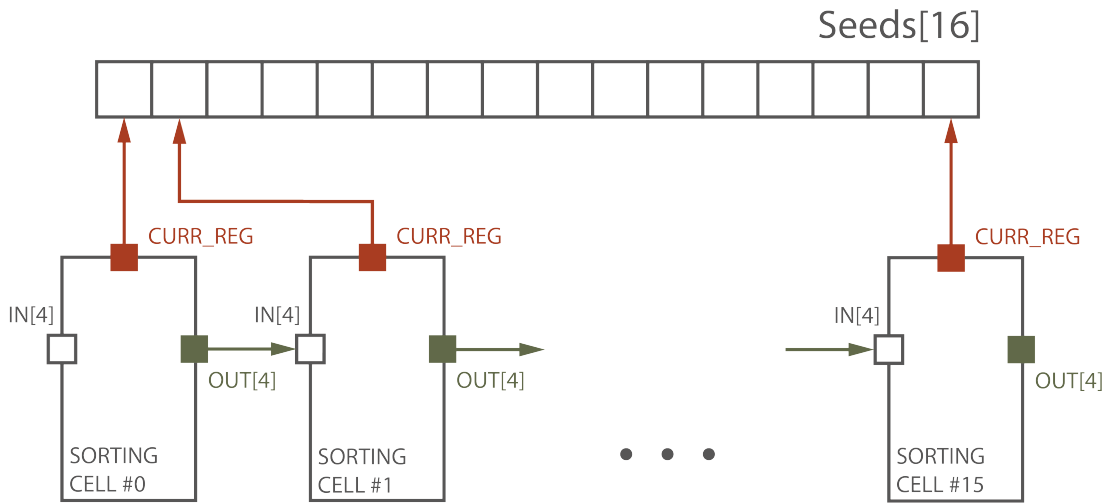 Seeds[16]
CURR_REG
CURR_REG
CURR_REG
IN[4]
IN[4]
IN[4]
OUT[4]
OUT[4]
OUT[4]
SORTING
CELL #0
SORTING
CELL #1
SORTING
CELL #15